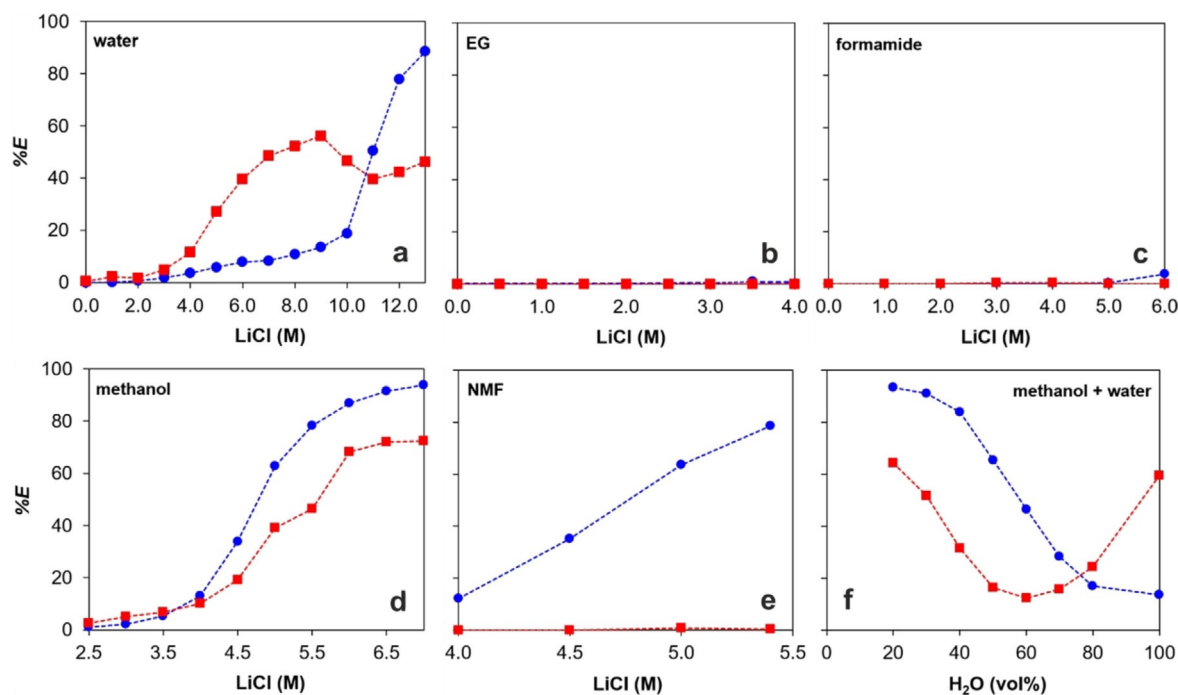 100
80
60
40
20
0
%E
water
a
0.0 2.0 4.0 6.0 8.0 10.0 12.0
LiCl (M)
EG
b
0.0 1.0 2.0 3.0 4.0
LiCl (M)
formamide
c
0.0 1.0 2.0 3.0 4.0 5.0 6.0
LiCl (M)
100
80
60
40
20
0
%E
methanol
d
2.5 3.5 4.5 5.5 6.5
LiCl (M)
NMF
e
4.0 4.5 5.0 5.5
LiCl (M)
methanol + water
f
0 20 40 60 80 100
H₂O (vol%)